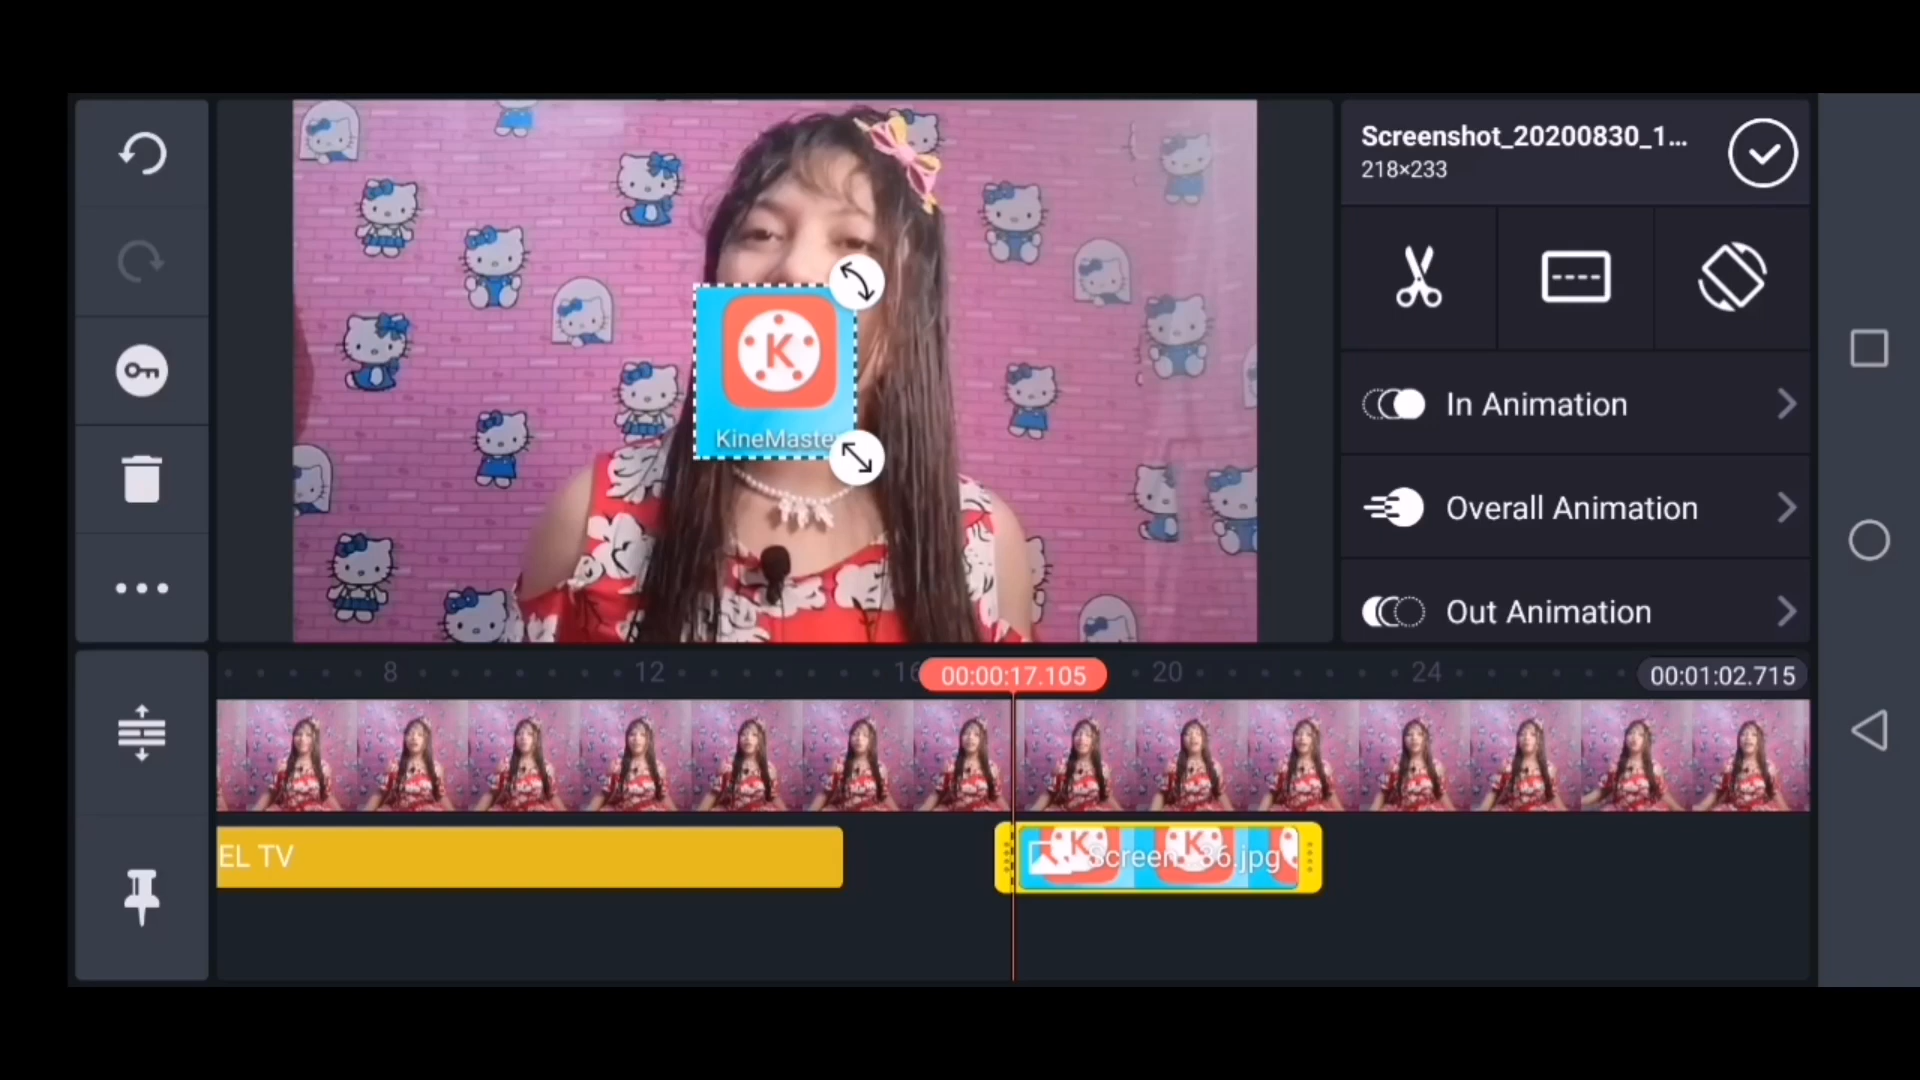 Screenshot_20200830_1...
218×233
K
KineMaste
In Animation
Overall Animation
Out Animation
8
12
16
00:00:17.105
20
24
00:01:02.715
EL TV
Screen...36.jpg